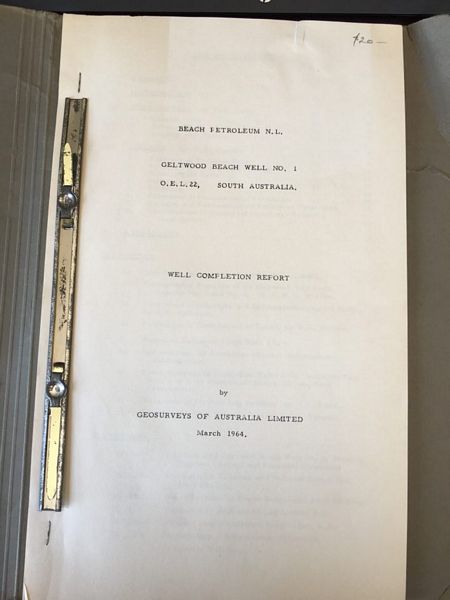 $20—
BEACH PETROLEUM N.L.
GELTWOOD BEACH WELL NO. 1
O.E.L.22, SOUTH AUSTRALIA.
WELL COMPLETION REPORT
by
GEOSURVEYS OF AUSTRALIA LIMITED
March 1964.